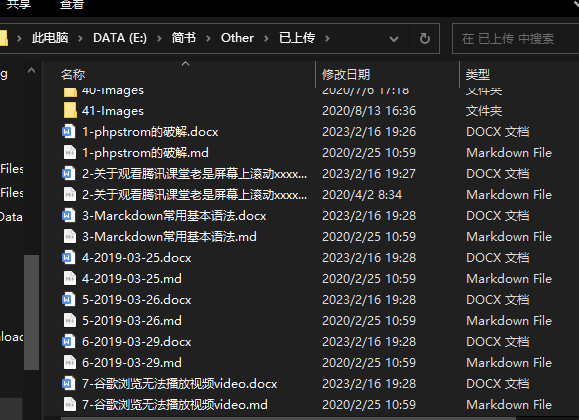 共享 查看
此电脑 › DATA (E:) › 简书 › Other › 已上传 ›
在 已上传 中搜索
名称 修改日期 类型
40-Images 2020/7/6 17:18 文件夹
41-Images 2020/8/13 16:36 文件夹
1-phpstrom的破解.docx 2023/2/16 19:26 DOCX 文档
1-phpstrom的破解.md 2020/2/25 10:59 Markdown File
2-关于观看腾讯课堂老是屏幕上滚动xxxx... 2023/2/16 19:27 DOCX 文档
2-关于观看腾讯课堂老是屏幕上滚动xxxx... 2020/4/2 8:34 Markdown File
3-Marckdown常用基本语法.docx 2023/2/16 19:28 DOCX 文档
3-Marckdown常用基本语法.md 2020/2/25 10:59 Markdown File
4-2019-03-25.docx 2023/2/16 19:28 DOCX 文档
4-2019-03-25.md 2020/2/25 10:59 Markdown File
5-2019-03-26.docx 2023/2/16 19:28 DOCX 文档
5-2019-03-26.md 2020/2/25 10:59 Markdown File
6-2019-03-29.docx 2023/2/16 19:28 DOCX 文档
6-2019-03-29.md 2020/2/25 10:59 Markdown File
7-谷歌浏览无法播放视频video.docx 2023/2/16 19:28 DOCX 文档
7-谷歌浏览无法播放视频video.md 2020/2/25 10:59 Markdown File
g
Files
Files
Data
nloac